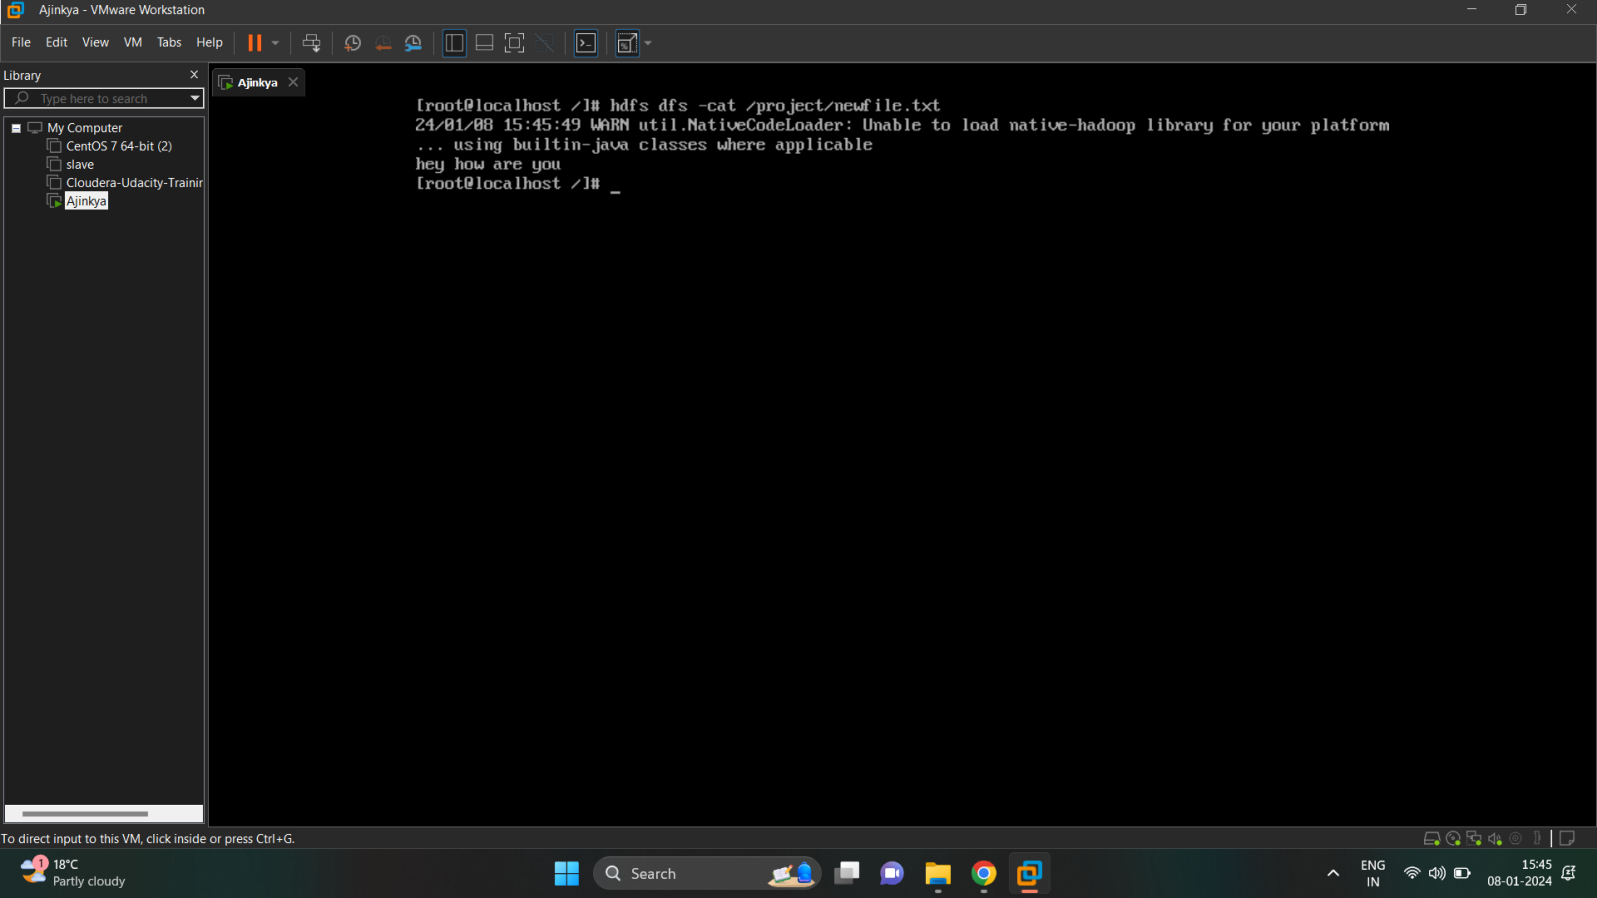 Ajinkya - VMware Workstation
File Edit View VM Tabs Help
Library
Type here to search
My Computer
CentOS 7 64-bit (2)
slave
Cloudera-Udacity-Trainir
Ajinkya
Ajinkya
[root@localhost /]# hdfs dfs -cat /project/newfile.txt
24/01/08 15:45:49 WARN util.NativeCodeLoader: Unable to load native-hadoop library for your platform
... using builtin-java classes where applicable
hey how are you
[root@localhost /]# _
To direct input to this VM, click inside or press Ctrl+G.
1
18°C
Partly cloudy
Search
ENG
IN
15:45
08-01-2024